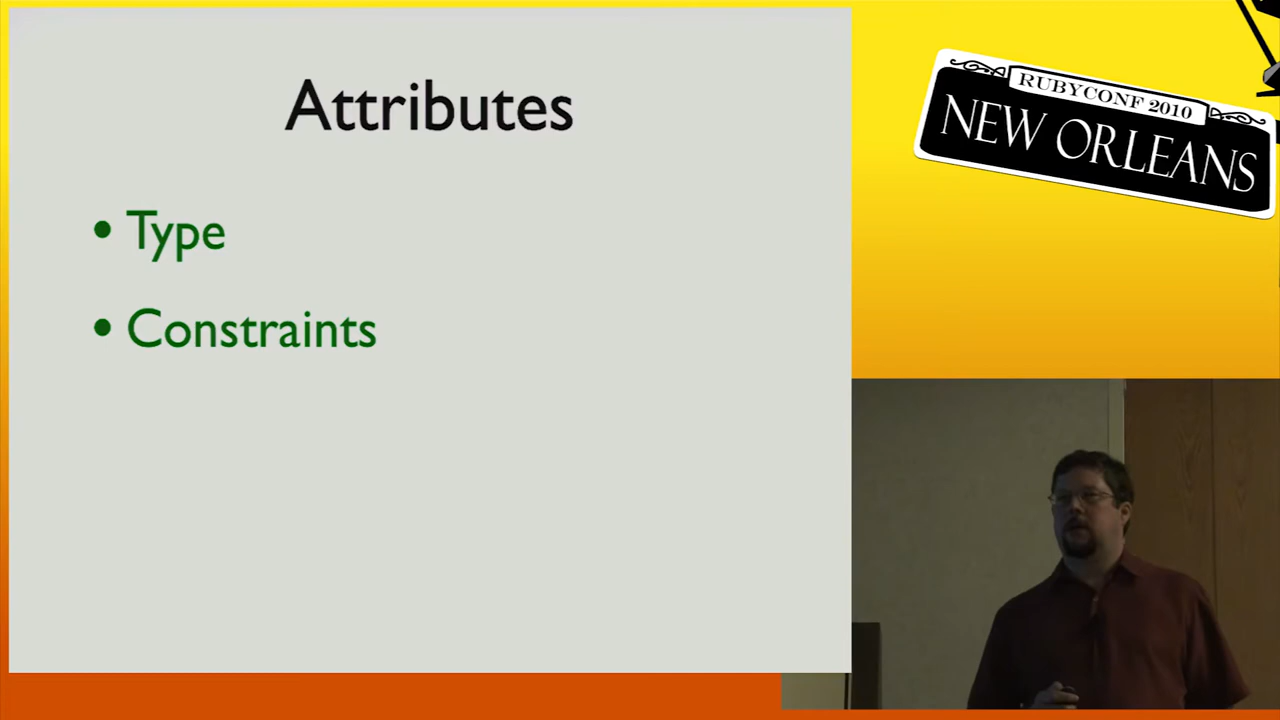 Attributes
• Type
• Constraints
RUBYCONF 2010
NEW ORLEANS